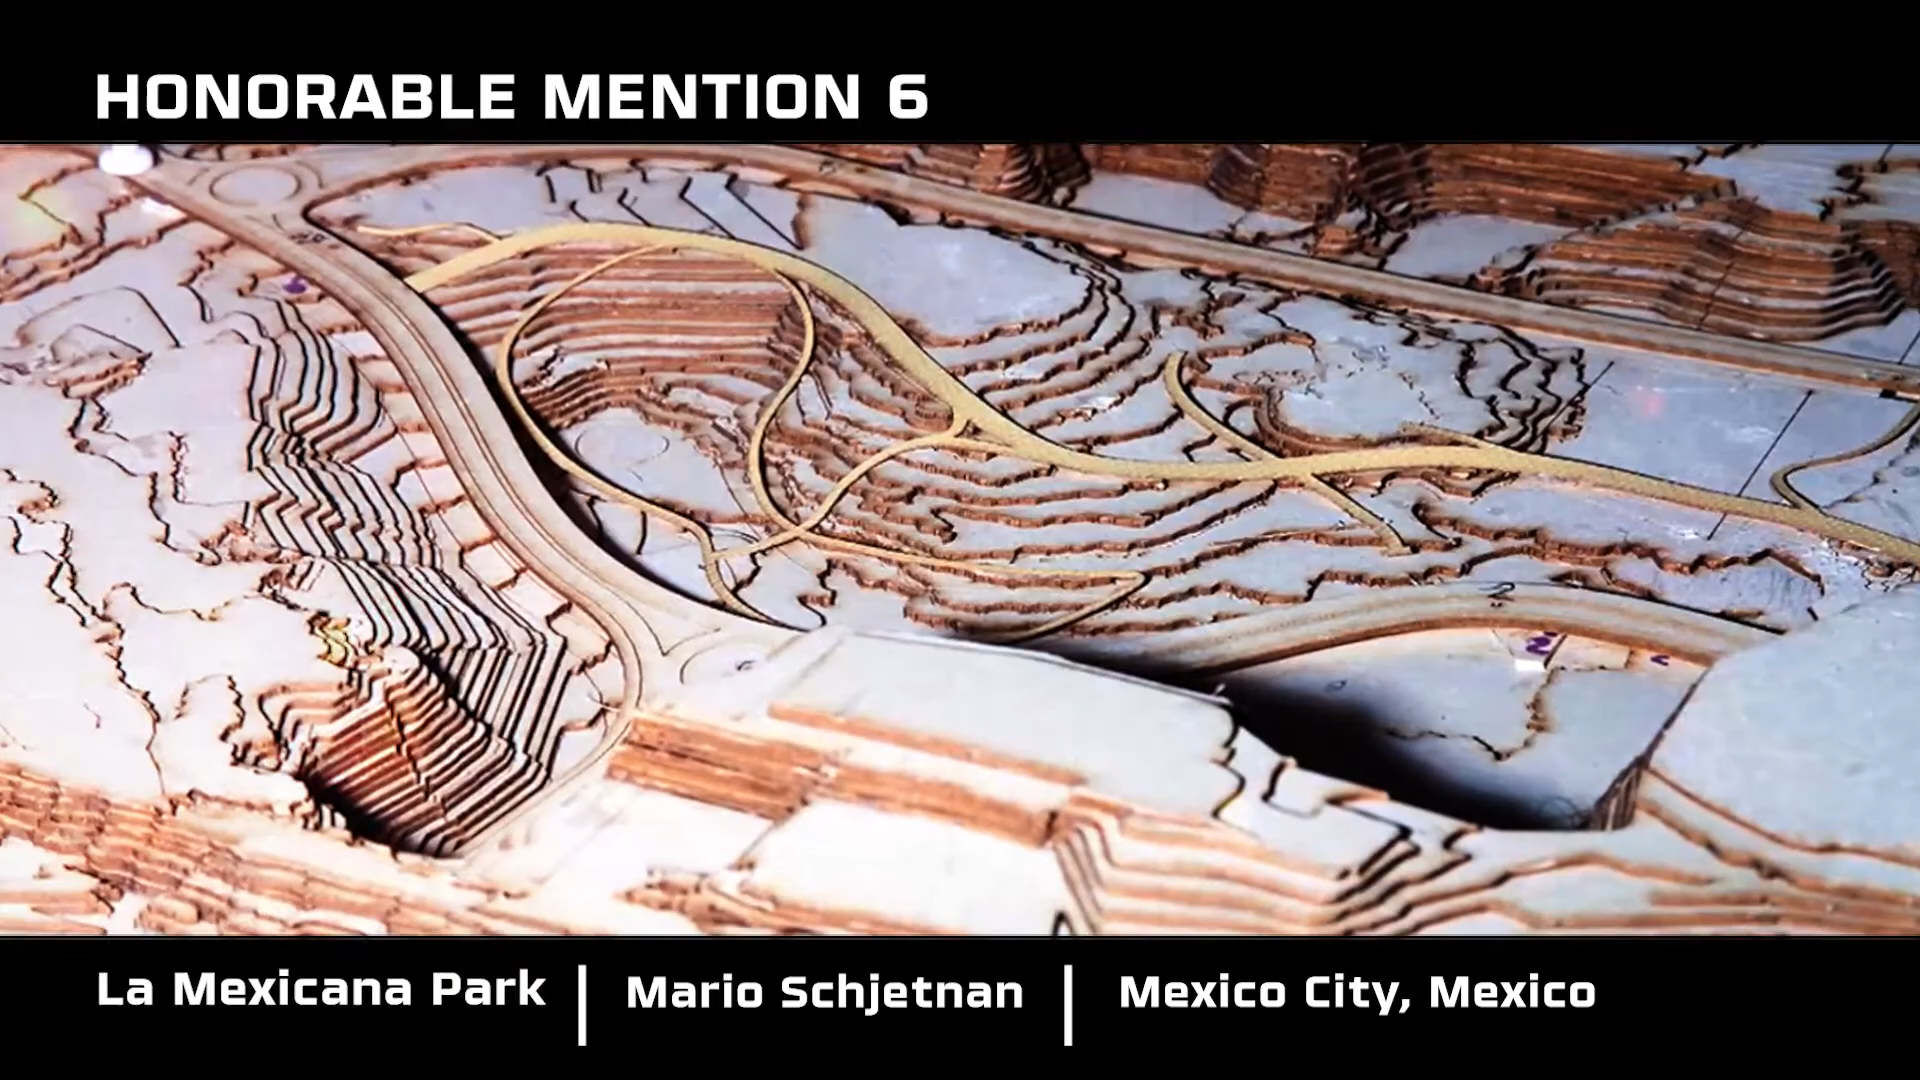 HONORABLE MENTION 6
La Mexicana Park | Mario Schjetnan | Mexico City, Mexico